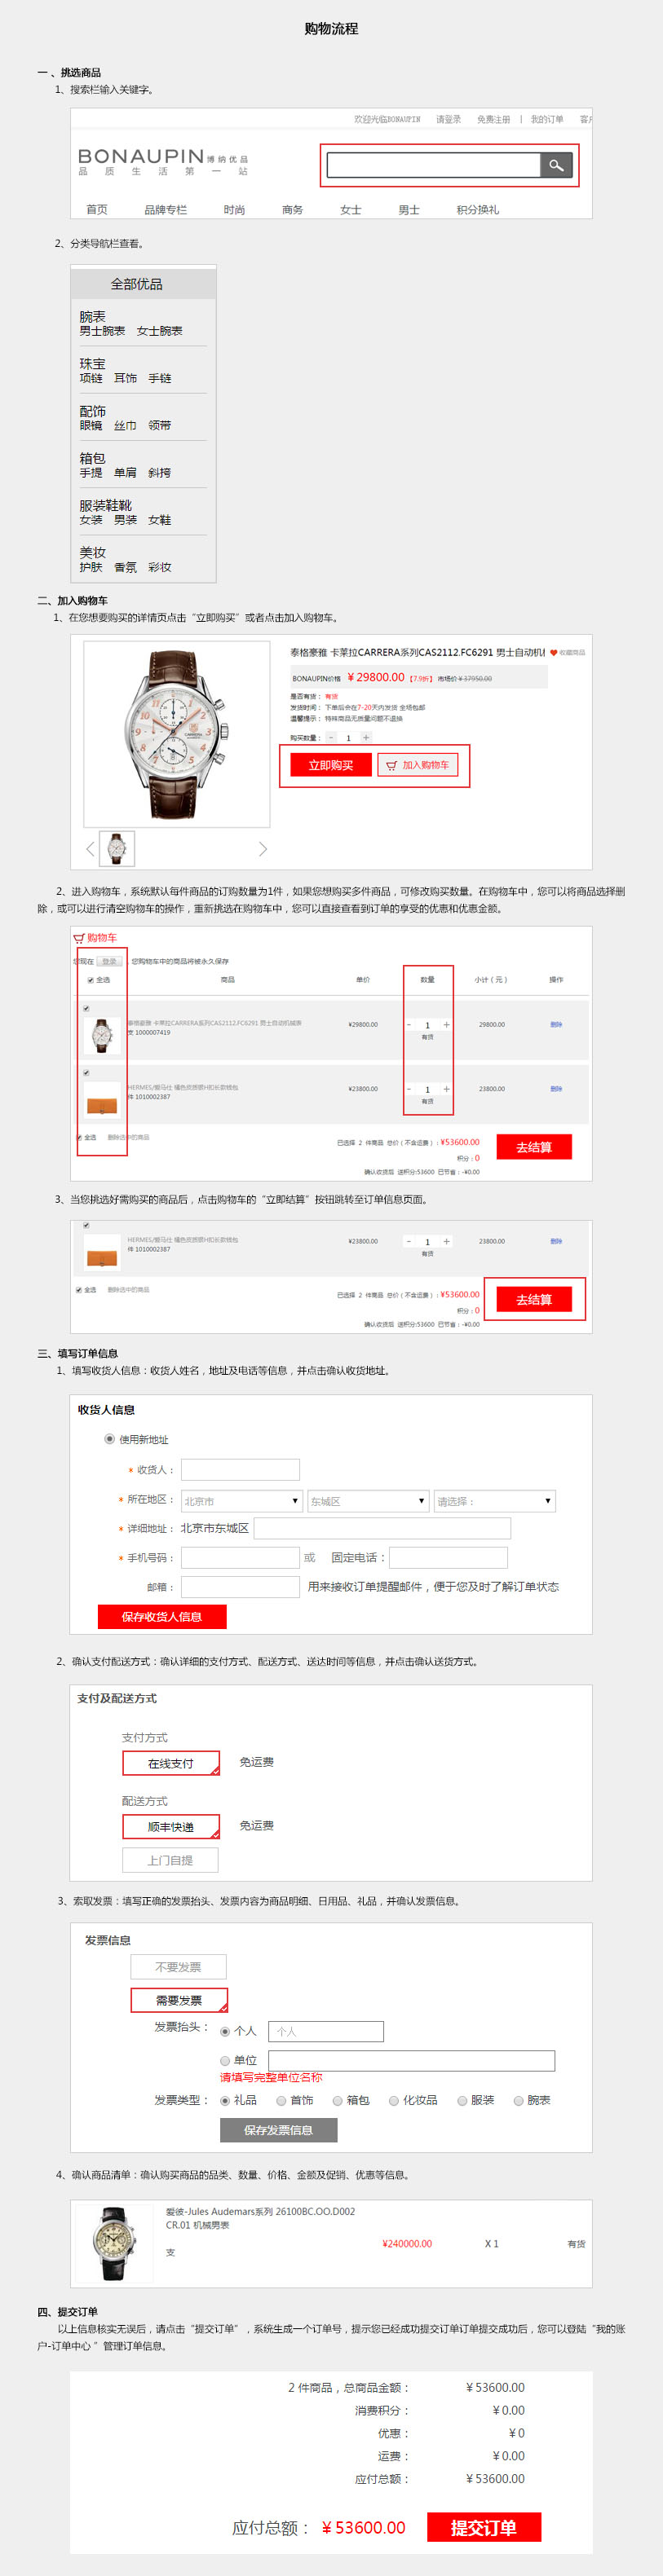 购物流程
一、挑选商品
1、搜索栏输入关键字。
欢迎光临BONAUPIN 请登录 免费注册 | 我的订单 客户
BONAUPIN 博纳优品
品质生活第一站
首页 品牌专栏 时尚 商务 女士 男士 积分换礼
2、分类导航栏查看。
全部优品
腕表
男士腕表 女士腕表
珠宝
项链 耳饰 手链
配饰
眼镜 丝巾 领带
箱包
手提 单肩 斜挎
服装鞋靴
女装 男装 女鞋
美妆
护肤 香氛 彩妆
二、加入购物车
1、在您想要购买的详情页点击“立即购买”或者点击加入购物车。
泰格豪雅 卡莱拉CARRERA系列CAS2112.FC6291 男士自动机械 收藏商品
BONAUPIN价格 ¥29800.00 【7.9折】 市场价¥37950.00
是否有货： 有货
发货时间： 下单后会在7-20天内发货 全场包邮
温馨提示： 特殊商品无质量问题不退换
购买数量： - 1 +
立即购买 加入购物车
2、进入购物车，系统默认每件商品的订购数量为1件，如果您想购买多件商品，可修改购买数量。在购物车中，您可以将商品选择删
除，或可以进行清空购物车的操作，重新挑选在购物车中，您可以直接查看到订单的享受的优惠和优惠金额。
购物车
您现在 登录 ，您购物车中的商品将被永久保存
全选 商品 单价 数量 小计（元） 操作
泰格豪雅 卡莱拉CARRERA系列CAS2112.FC6291 男士自动机械表
支 1000007419
¥29800.00 - 1 + 29800.00 删除
有货
HERMES/爱马仕 橘色皮质银H扣长款钱包
件 1010002387
¥23800.00 - 1 + 23800.00 删除
有货
全选 删除选中的商品 已选择 2 件商品 总价（不含运费）：¥53600.00 去结算
积分：0
确认收货后 送积分:53600 已节省：-¥0.00
3、当您挑选好需购买的商品后，点击购物车的“立即结算”按钮跳转至订单信息页面。
HERMES/爱马仕 橘色皮质银H扣长款钱包
件 1010002387
¥23800.00 - 1 + 23800.00 删除
有货
全选 删除选中的商品 已选择 2 件商品 总价（不含运费）：¥53600.00 去结算
积分：0
确认收货后 送积分:53600 已节省：-¥0.00
三、填写订单信息
1、填写收货人信息：收货人姓名，地址及电话等信息，并点击确认收货地址。
收货人信息
使用新地址
* 收货人：
* 所在地区： 北京市 东城区 请选择：
* 详细地址： 北京市东城区
* 手机号码： 或 固定电话：
邮箱： 用来接收订单提醒邮件，便于您及时了解订单状态
保存收货人信息
2、确认支付配送方式：确认详细的支付方式、配送方式、送达时间等信息，并点击确认送货方式。
支付及配送方式
支付方式
在线支付 免运费
配送方式
顺丰快递 免运费
上门自提
3、索取发票：填写正确的发票抬头、发票内容为商品明细、日用品、礼品，并确认发票信息。
发票信息
不要发票
需要发票
发票抬头： 个人 个人
单位
请填写完整单位名称
发票类型： 礼品 首饰 箱包 化妆品 服装 腕表
保存发票信息
4、确认商品清单：确认购买商品的品类、数量、价格、金额及促销、优惠等信息。
爱彼-Jules Audemars系列 26100BC.OO.D002
CR.01 机械男表
支
¥240000.00 X 1 有货
四、提交订单
以上信息核实无误后，请点击“提交订单”，系统生成一个订单号，提示您已经成功提交订单订单提交成功后，您可以登陆“我的账
户-订单中心 ”管理订单信息。
2 件商品，总商品金额： ¥53600.00
消费积分： ¥0.00
优惠： ¥0
运费： ¥0.00
应付总额： ¥53600.00
应付总额： ¥53600.00 提交订单